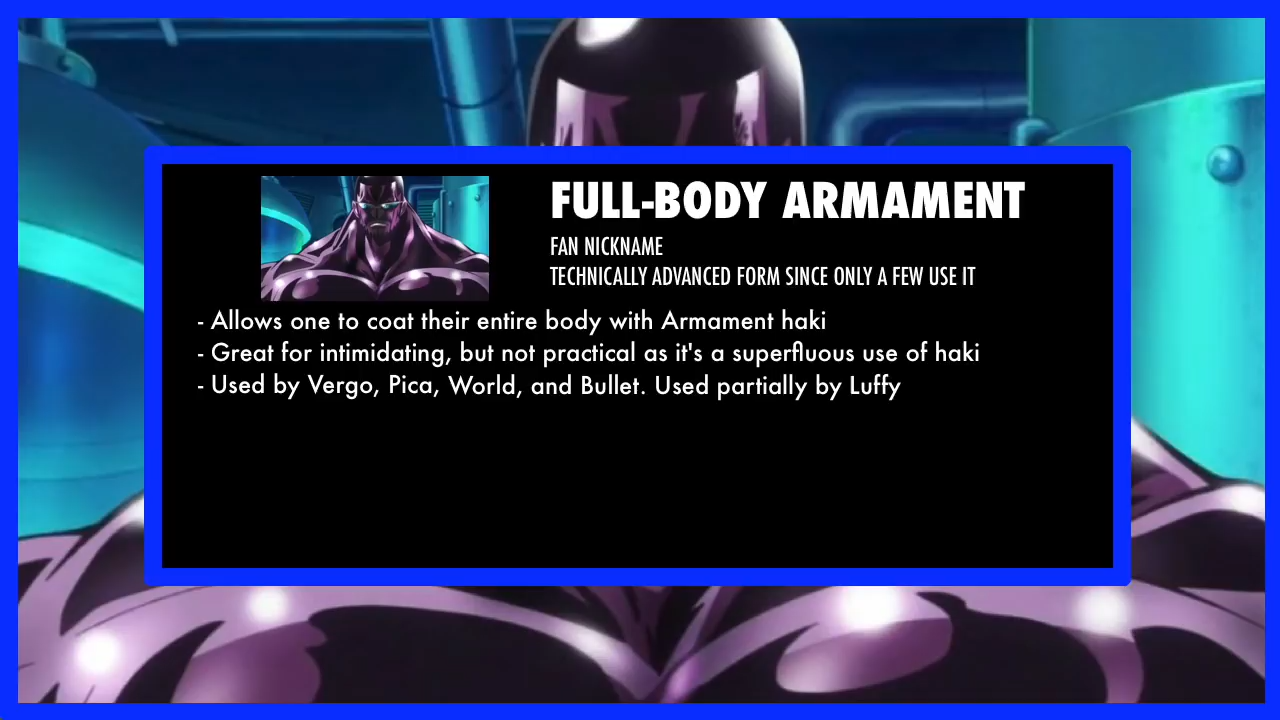 FULL-BODY ARMAMENT
FAN NICKNAME
TECHNICALLY ADVANCED FORM SINCE ONLY A FEW USE IT
- Allows one to coat their entire body with Armament haki
- Great for intimidating, but not practical as it's a superfluous use of haki
- Used by Vergo, Pica, World, and Bullet. Used partially by Luffy